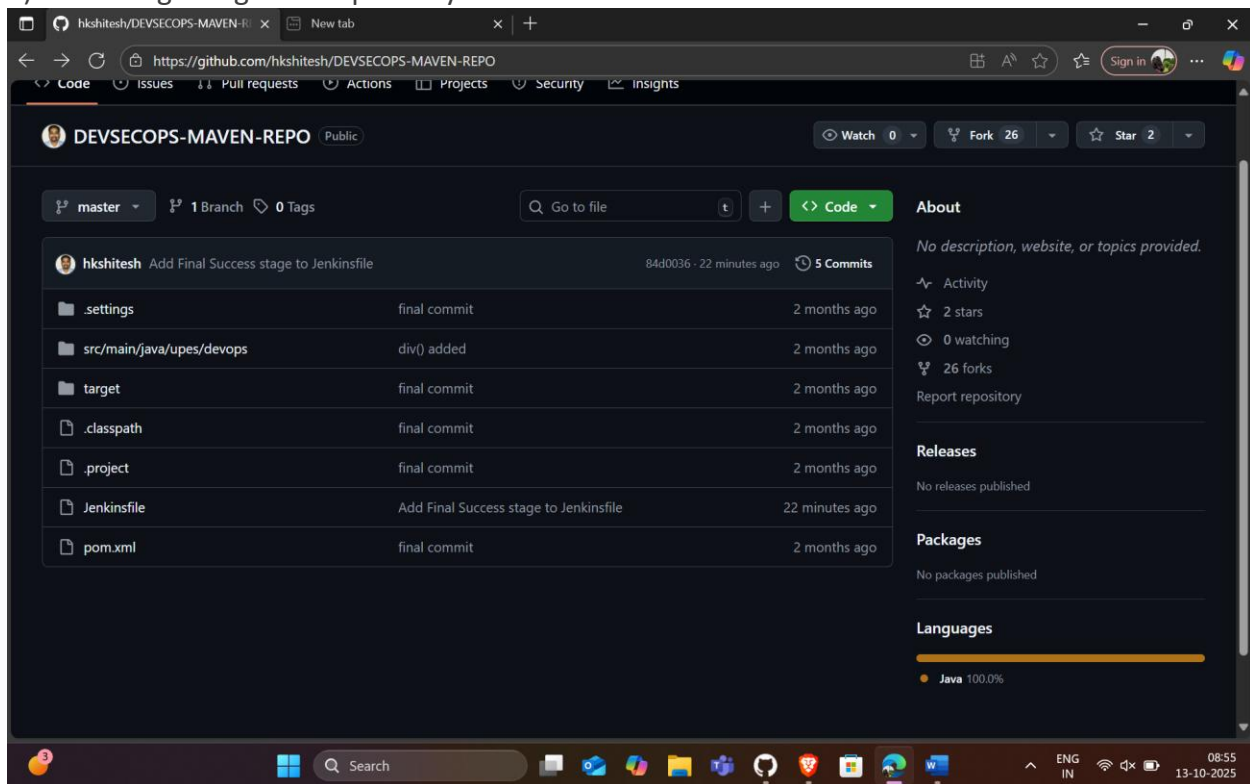 hkshitesh/DEVSECOPS-MAVEN-R
New tab
https://github.com/hkshitesh/DEVSECOPS-MAVEN-REPO
Sign in
Code Issues Pull requests Actions Projects Security Insights
DEVSECOPS-MAVEN-REPO Public
Watch 0 Fork 26 Star 2
master 1 Branch 0 Tags Go to file t Code
hkshitesh Add Final Success stage to Jenkinsfile 84d0036 · 22 minutes ago 5 Commits
.settings final commit 2 months ago
src/main/java/upes/devops div() added 2 months ago
target final commit 2 months ago
.classpath final commit 2 months ago
.project final commit 2 months ago
Jenkinsfile Add Final Success stage to Jenkinsfile 22 minutes ago
pom.xml final commit 2 months ago
About
No description, website, or topics provided.
Activity
2 stars
0 watching
26 forks
Report repository
Releases
No releases published
Packages
No packages published
Languages
Java 100.0%
3
Search
ENG
IN
08:55
13-10-2025